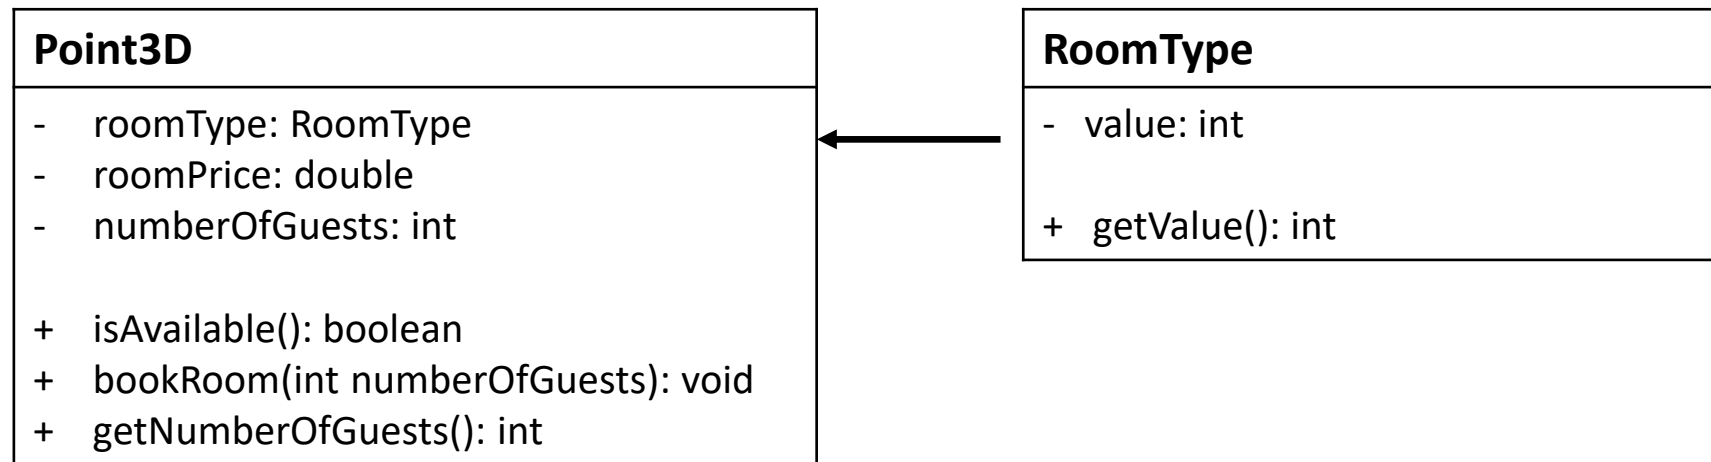 Point3D
- roomType: RoomType
- roomPrice: double
- numberOfGuests: int
+ isAvailable(): boolean
+ bookRoom(int numberOfGuests): void
+ getNumberOfGuests(): int
RoomType
- value: int
+ getValue(): int